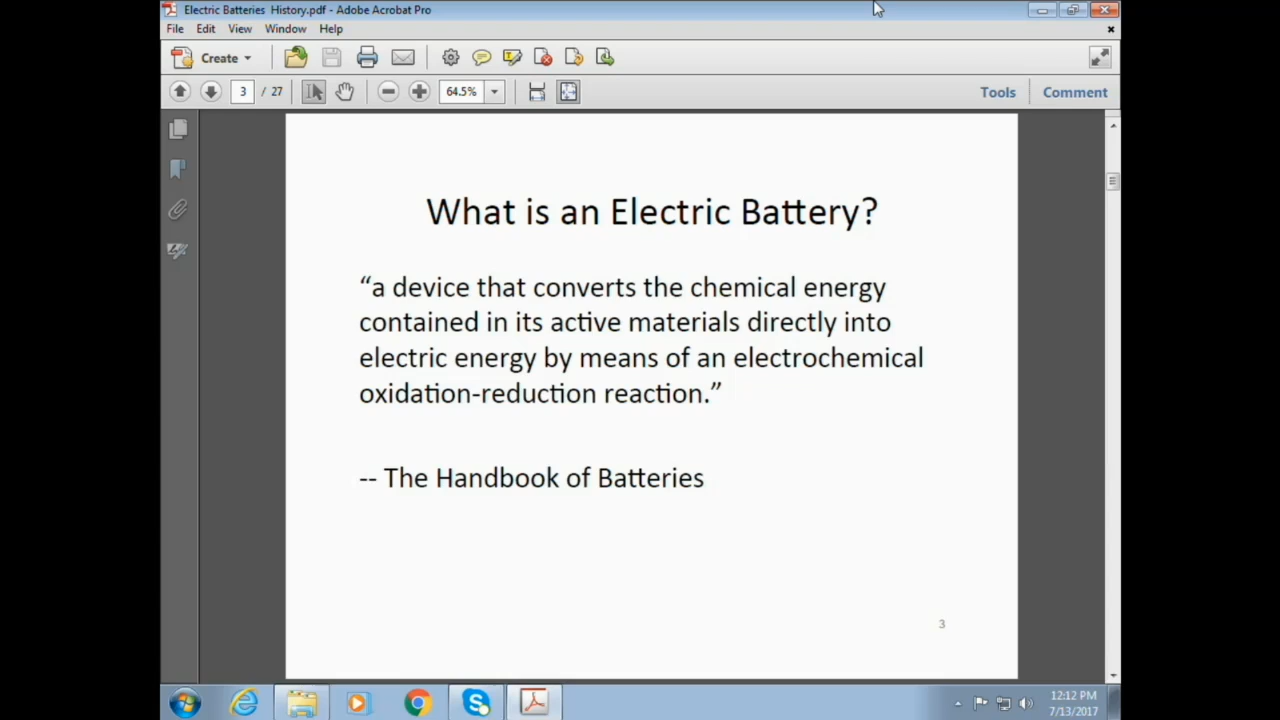 Electric Batteries  History.pdf - Adobe Acrobat Pro
File Edit View Window Help
Create
3 / 27 64.5% Tools Comment
What is an Electric Battery?
“a device that converts the chemical energy
contained in its active materials directly into
electric energy by means of an electrochemical
oxidation-reduction reaction.”
-- The Handbook of Batteries
3
12:12 PM
7/13/2017